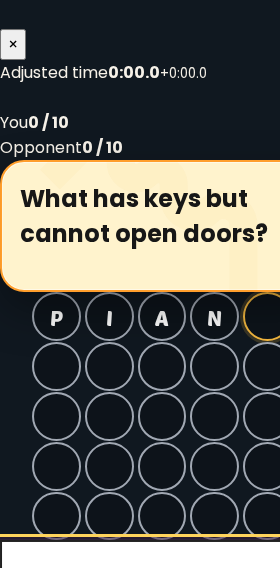 ×
Adjusted time0:00.0+0:00.0
You0 / 10
Opponent0 / 10
What has keys but
cannot open doors?
P I A N